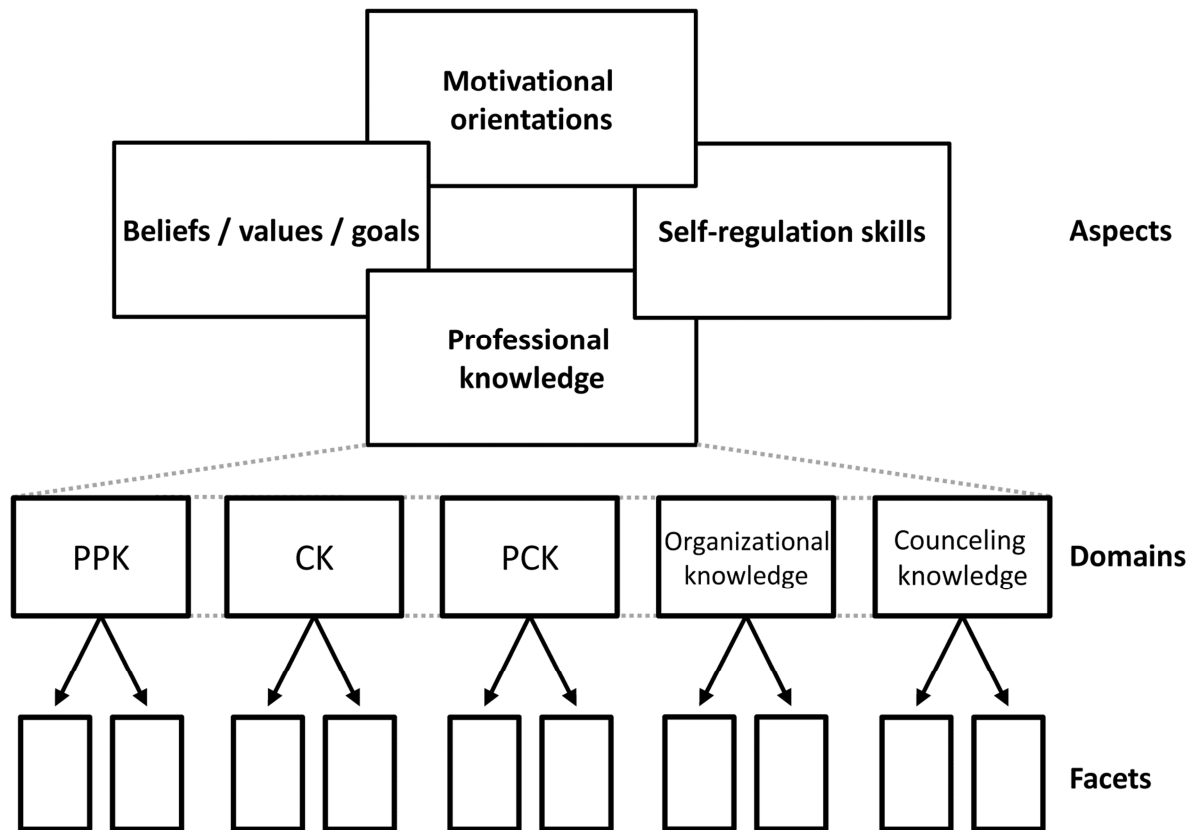 Motivational
orientations
Beliefs / values / goals
Self-regulation skills
Aspects
Professional
knowledge
PPK
CK
PCK
Organizational
knowledge
Counceling
knowledge
Domains
Facets